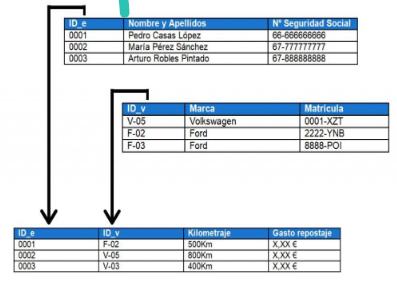 ID_e Nombre y Apellidos Nº Seguridad Social
0001 Pedro Casas López 66-666666666
0002 María Pérez Sánchez 67-777777777
0003 Arturo Robles Pintado 67-888888888
ID_v Marca Matrícula
V-05 Volkswagen 0001-XZT
F-02 Ford 2222-YNB
F-03 Ford 8888-POI
ID_e ID_v Kilometraje Gasto repostaje
0001 F-02 500Km X,XX €
0002 V-05 800Km X,XX €
0003 V-03 400Km X,XX €